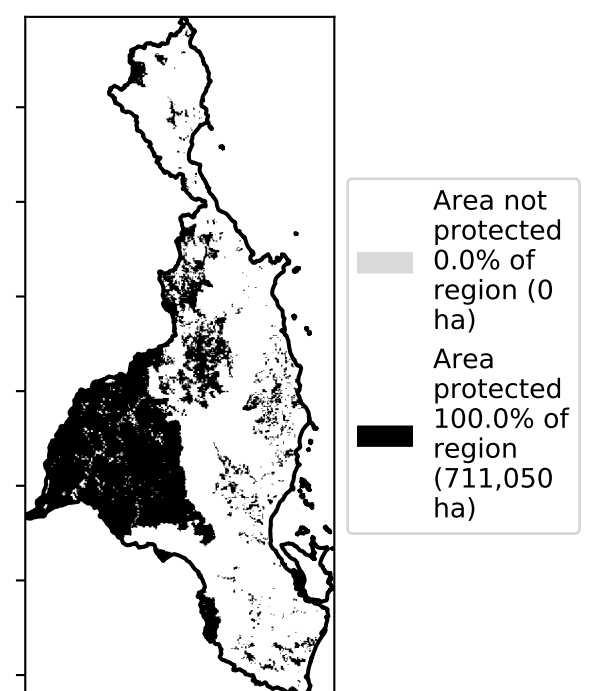 Area not
protected
0.0% of
region (0
ha)
Area
protected
100.0% of
region
(711,050
ha)